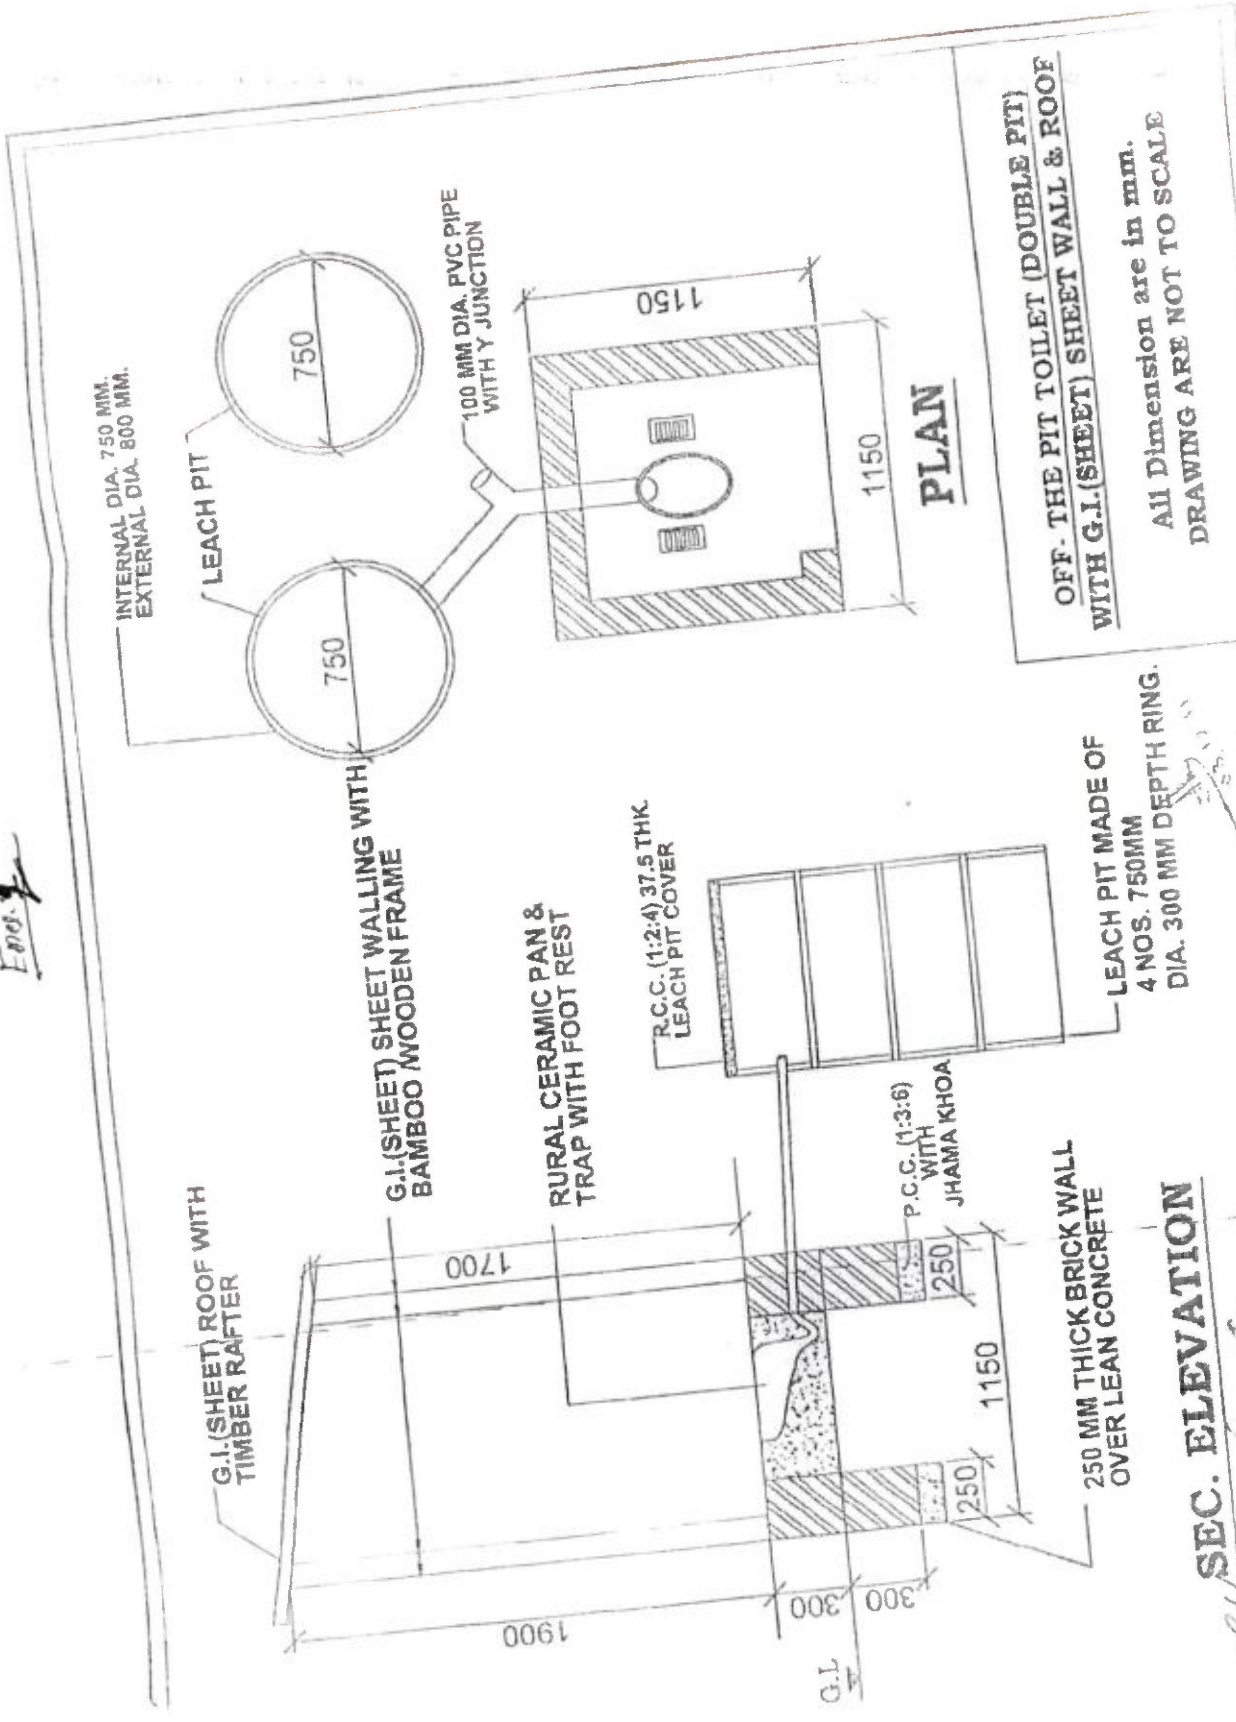 INTERNAL DIA. 750 MM.
EXTERNAL DIA. 800 MM.
LEACH PIT
750
750
100 MM DIA. PVC PIPE
WITH Y JUNCTION
1150
1150
PLAN
G.I.(SHEET) ROOF WITH
TIMBER RAFTER
G.I.(SHEET) SHEET WALLING WITH
BAMBOO /WOODEN FRAME
RURAL CERAMIC PAN &
TRAP WITH FOOT REST
R.C.C. (1:2:4) 37.5 THK.
LEACH PIT COVER
1900
1700
300
300
G.L
P.C.C. (1:3:6)
WITH
JHAMA KHOA
250
250
1150
250 MM THICK BRICK WALL
OVER LEAN CONCRETE
LEACH PIT MADE OF
4 NOS. 750MM
DIA. 300 MM DEPTH RING.
SEC. ELEVATION
OFF- THE PIT TOILET (DOUBLE PIT)
WITH G.I.(SHEET) SHEET WALL & ROOF
All Dimension are in mm.
DRAWING ARE NOT TO SCALE